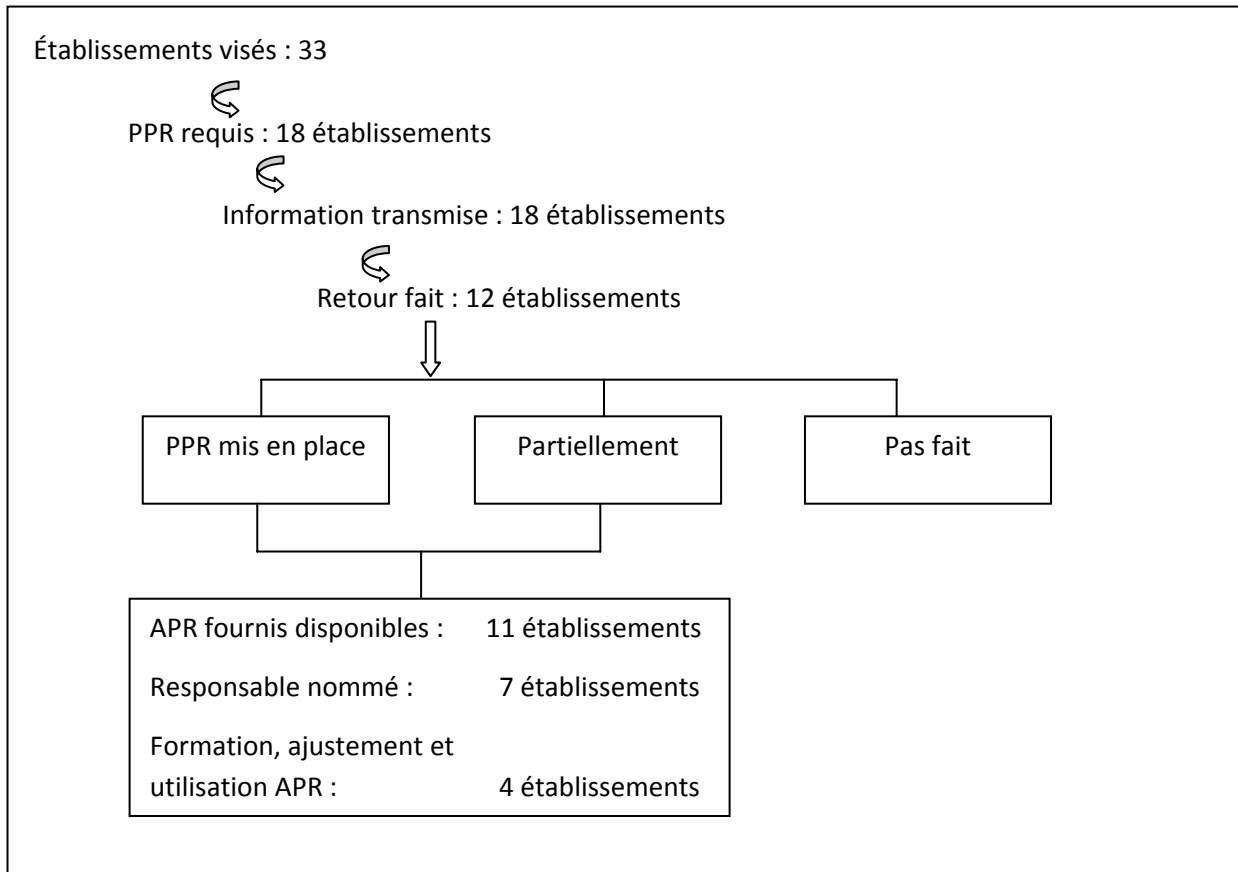 Établissements visés : 33
PPR requis : 18 établissements
Information transmise : 18 établissements
Retour fait : 12 établissements
PPR mis en place
Partiellement
Pas fait
APR fournis disponibles : 11 établissements
Responsable nommé : 7 établissements
Formation, ajustement et
utilisation APR : 4 établissements